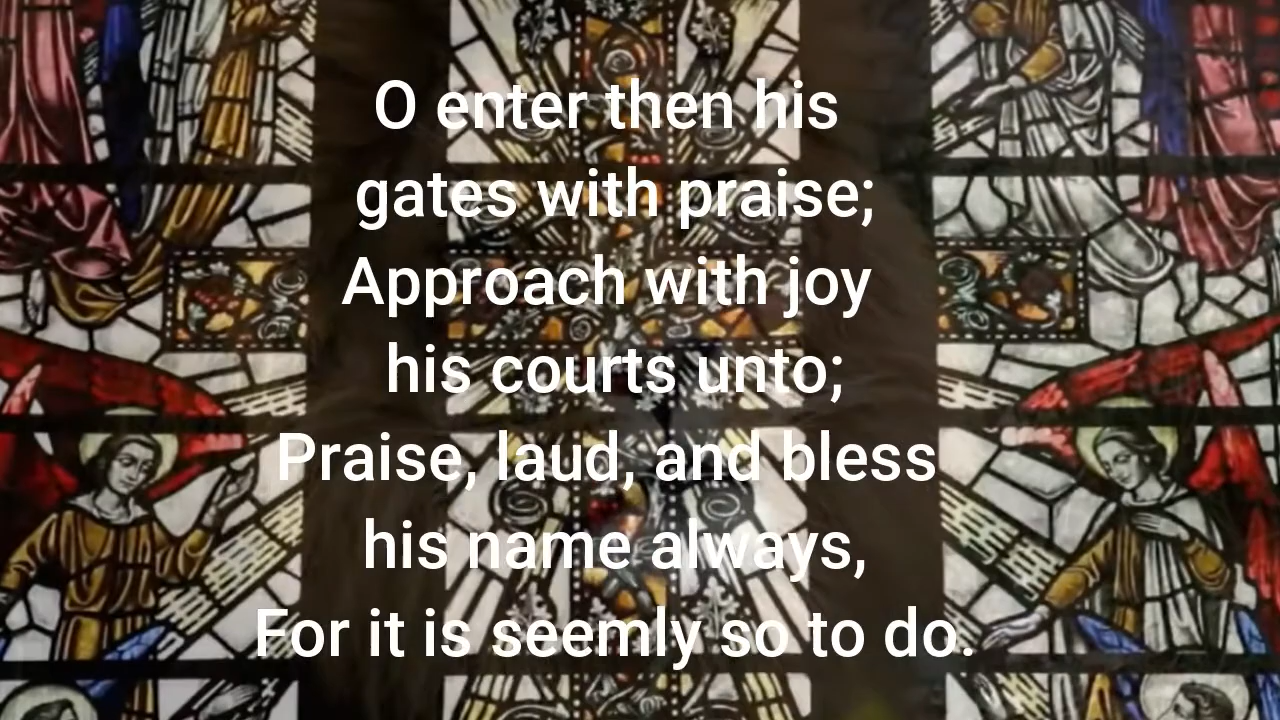 O enter then his
gates with praise;
Approach with joy
his courts unto;
Praise, laud, and bless
his name always,
For it is seemly so to do.